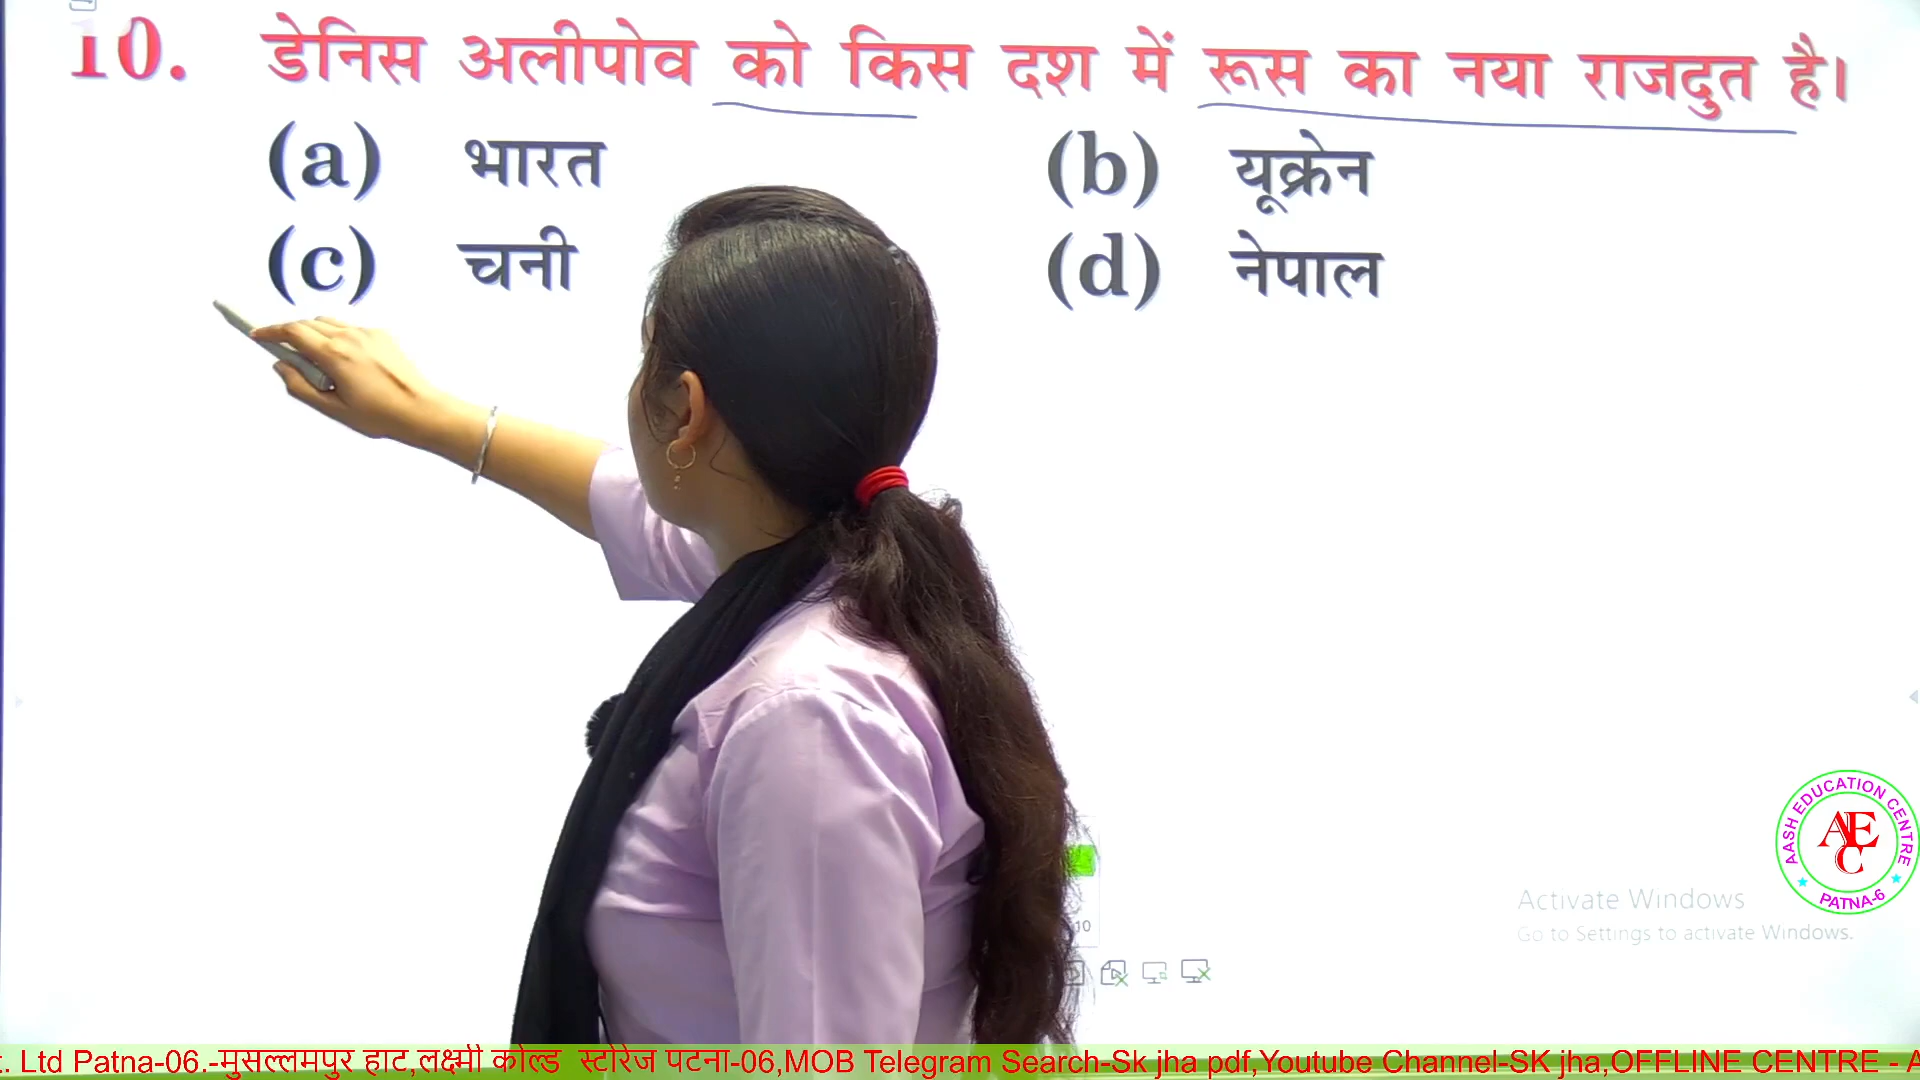 10. डेनिस अलीपोव को किस दश में रूस का नया राजदुत है।
(a) भारत
(b) यूक्रेन
(c) चनी
(d) नेपाल
AASH EDUCATION CENTRE
AEC
PATNA-6
Activate Windows
Go to Settings to activate Windows.
10
t. Ltd Patna-06.-मुसल्लमपुर हाट,लक्ष्मी कोल्ड स्टोरेज पटना-06,MOB Telegram Search-Sk jha pdf,Youtube Channel-SK jha,OFFLINE CENTRE - A